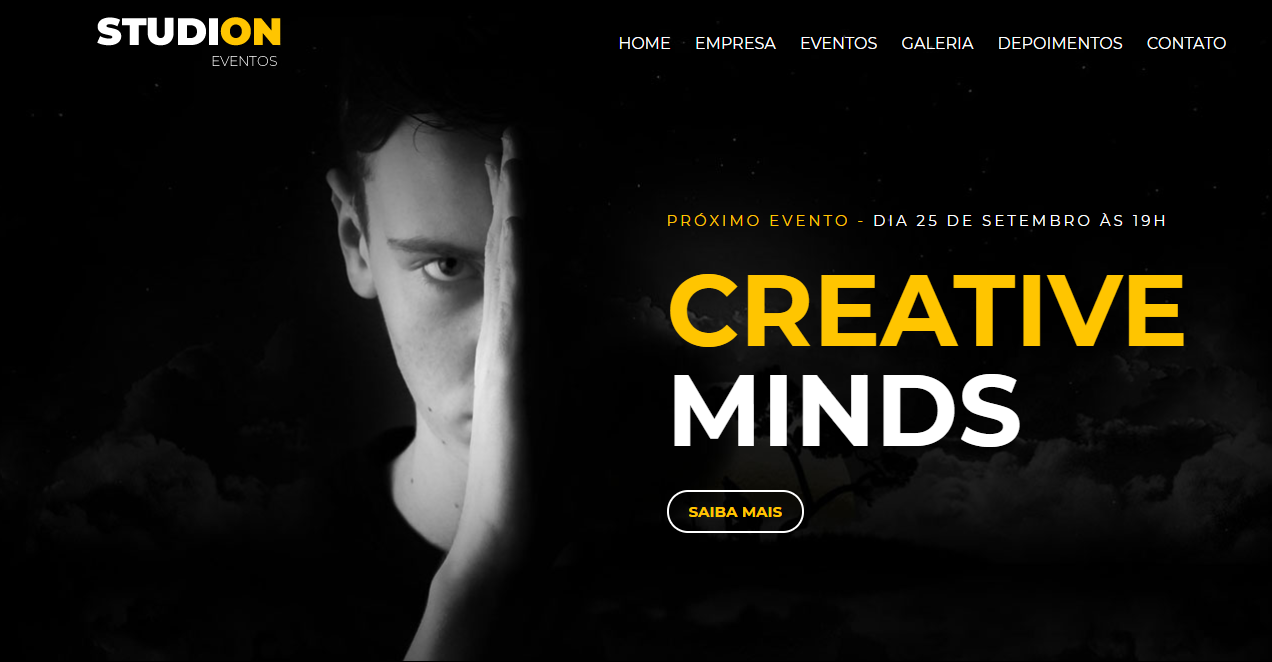 STUDION
EVENTOS
HOME EMPRESA EVENTOS GALERIA DEPOIMENTOS CONTATO
PRÓXIMO EVENTO - DIA 25 DE SETEMBRO ÀS 19H
CREATIVE
MINDS
SAIBA MAIS